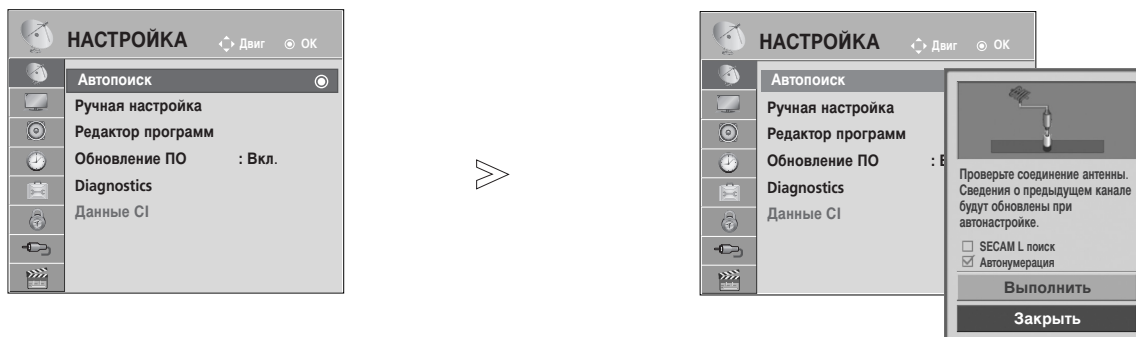 НАСТРОЙКА Двиг ОК
Автопоиск
Ручная настройка
Редактор программ
Обновление ПО : Вкл.
Diagnostics
Данные CI
НАСТРОЙКА Двиг ОК
Автопоиск
Ручная настройка
Редактор программ
Обновление ПО : В
Diagnostics
Данные CI
Проверьте соединение антенны.
Сведения о предыдущем канале
будут обновлены при
автонастройке.
SECAM L поиск
Автонумерация
Выполнить
Закрыть